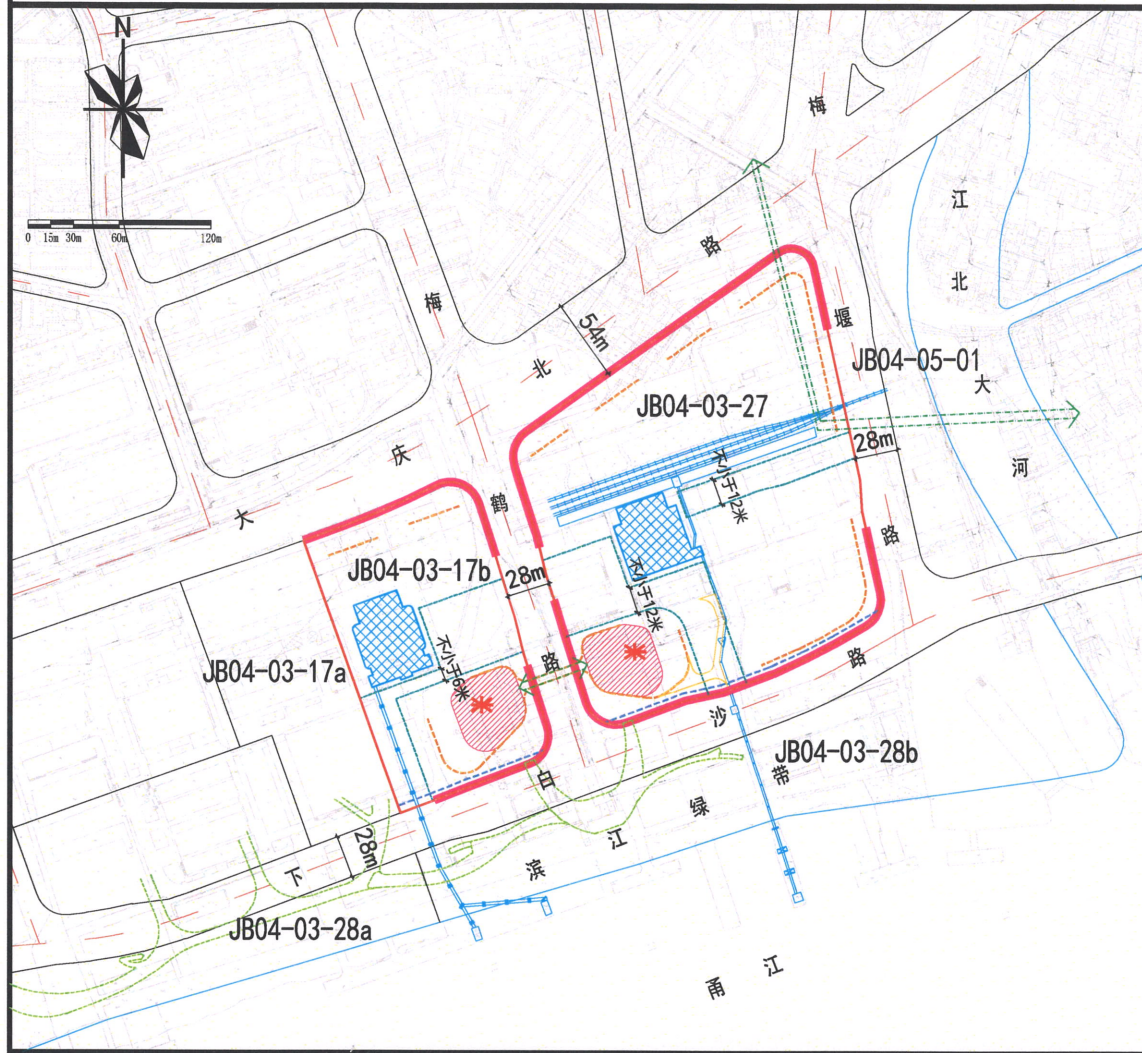 N
0 15m 30m 60m 120m
梅堰路
江北大河
大庆北路
梅鹤路
54m
JB04-05-01
JB04-03-27
28m
不小于12米
JB04-03-17b
28m
不小于12米
JB04-03-17a
不小于6米
JB04-03-28b
下白沙路
28m
滨江绿带
JB04-03-28a
甬江